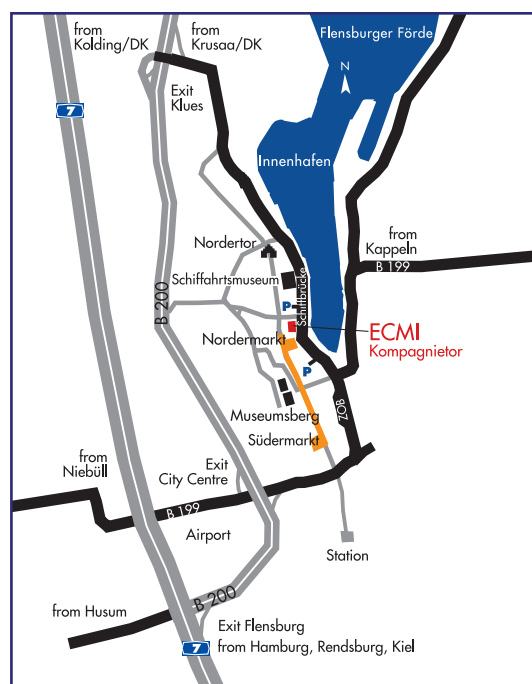 from
Kolding/DK
from
Krusaa/DK
Flensburger Förde
N
Exit
Klues
7
Innenhafen
Nordertor
from
Kappeln
B 199
Schiffahrtsmuseum
B 200
P
Schiffbrücke
ECMI
Kompagnietor
Nordermarkt
P
Museumsberg
ZOB
Südermarkt
from
Niebüll
Exit
City Centre
B 199
Airport
Station
B 200
from Husum
Exit Flensburg
7
from Hamburg, Rendsburg, Kiel